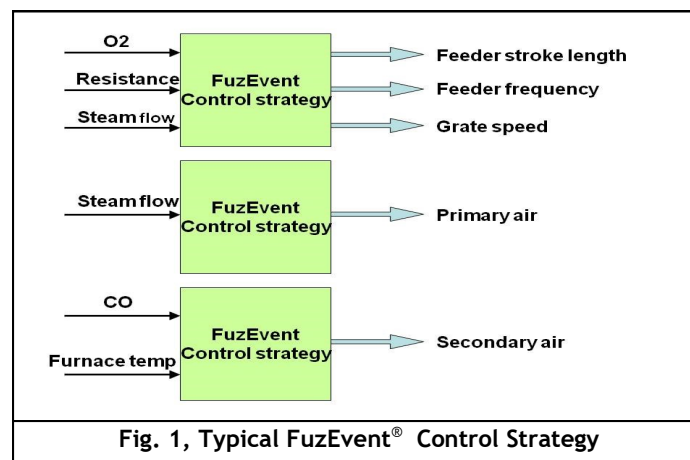 O2
Resistance
Steam flow
FuzEvent
Control strategy
Feeder stroke length
Feeder frequency
Grate speed
Steam flow
FuzEvent
Control strategy
Primary air
CO
Furnace temp
FuzEvent
Control strategy
Secondary air
Fig. 1, Typical FuzEvent® Control Strategy